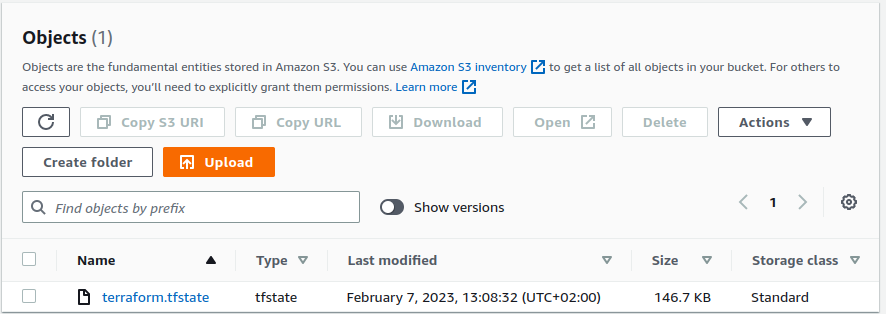 Objects (1)
Objects are the fundamental entities stored in Amazon S3. You can use Amazon S3 inventory to get a list of all objects in your bucket. For others to
access your objects, you'll need to explicitly grant them permissions. Learn more
Copy S3 URI Copy URL Download Open Delete Actions
Create folder Upload
Find objects by prefix Show versions 1
Name Type Last modified Size Storage class
terraform.tfstate tfstate February 7, 2023, 13:08:32 (UTC+02:00) 146.7 KB Standard